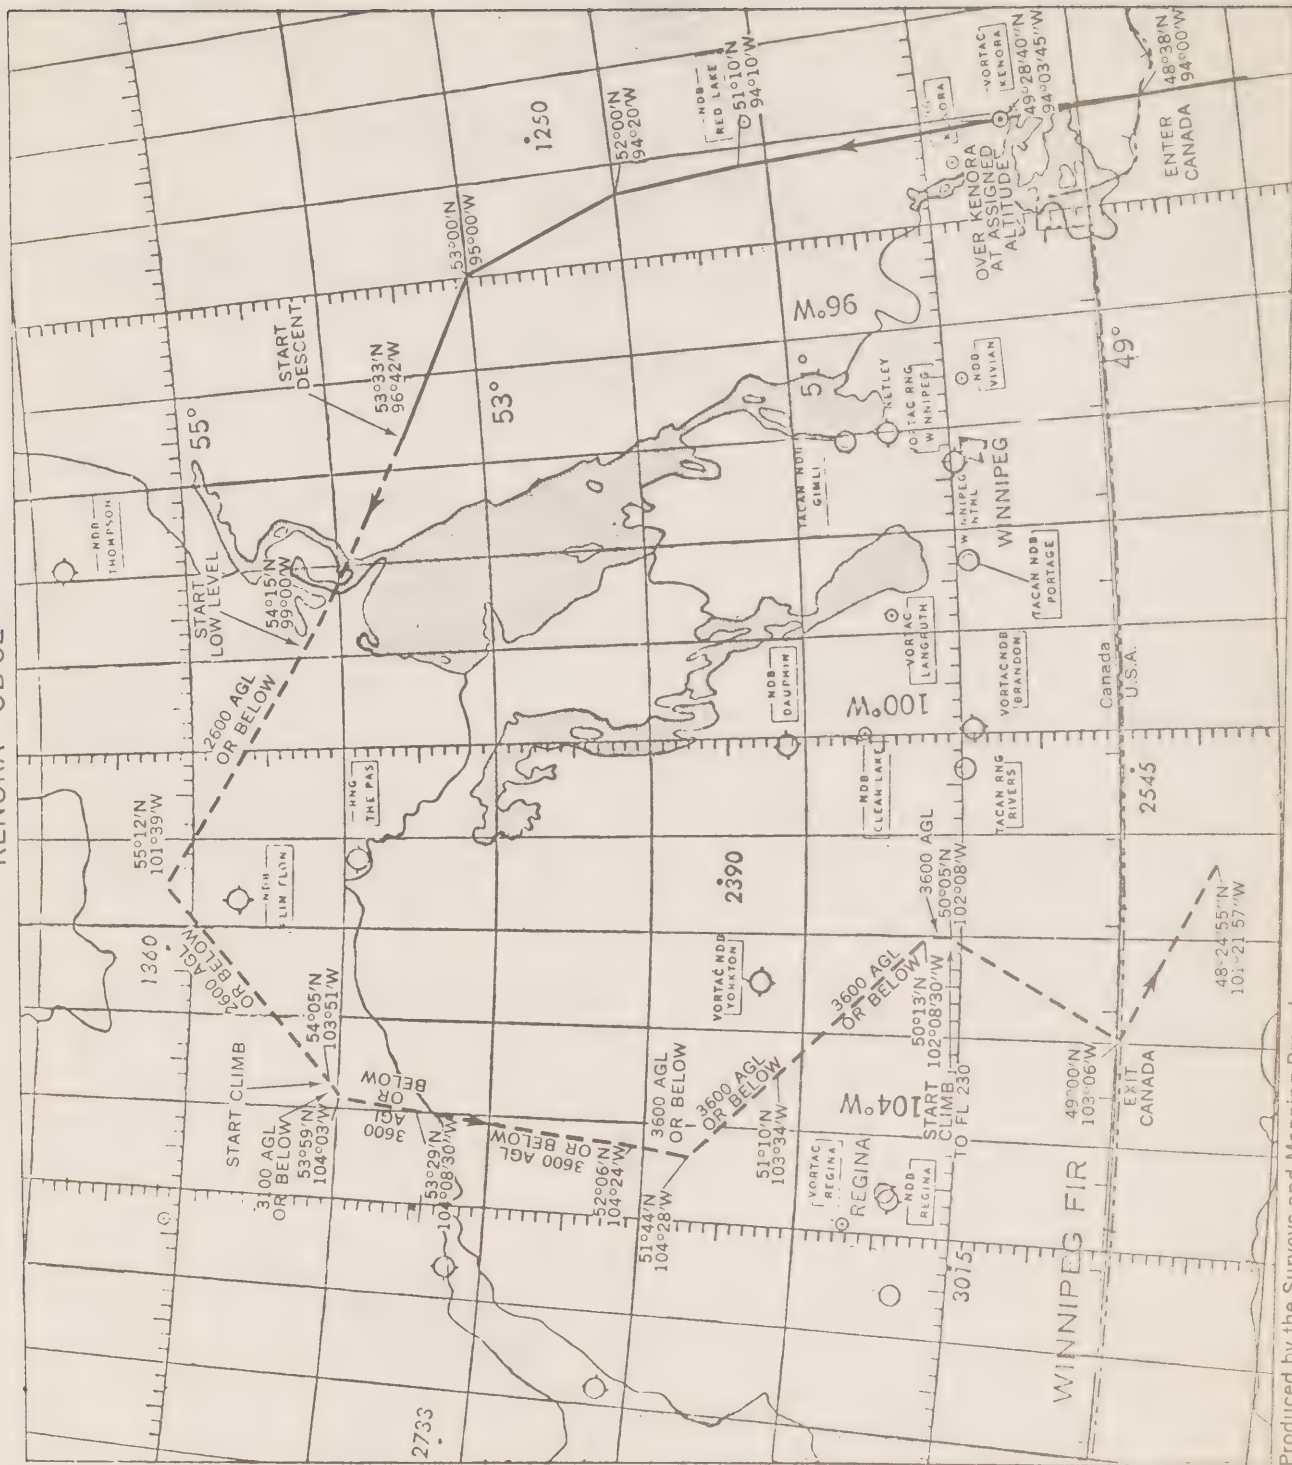 1250
-NDB-
RED LAKE
51°10'N
94°10'W
52°00'N
94°20'W
53°00'N
95°00'W
-VORTAC-
KENORA
49°28'40"N
94°03'45"W
48°38'N
94°00'W
ENTER
CANADA
OVER KENORA
AT ASSIGNED
ALTITUDE
START
DESCENT
53°33'N
96°42'W
55°
53°
51°
49°
96°W
-NDB-
THOMPSON
START
LOW LEVEL
54°15'N
99°00'W
2600 AGL
OR BELOW
55°12'N
101°39'W
THE PAS
1360
2600 AGL
OR BELOW
54°05'N
103°51'W
START CLIMB
3100 AGL
OR BELOW
53°59'N
104°03'W
3600
AGL
OR
BELOW
53°29'N
104°08'30"W
3600 AGL
OR BELOW
52°06'N
104°24'W
3600 AGL
OR BELOW
51°44'N
104°28'W
3600 AGL
OR BELOW
51°10'N
103°34'W
3600 AGL
OR BELOW
3600 AGL
50°05'N
102°08'W
50°13'N
102°08'30"W
START
CLIMB
TO FL 230
104°W
49°00'N
103°06'W
EXIT
CANADA
48°24'55"N
101°21'57"W
2390
VORTAC NDB
YORKTON
VORTAC
REGINA
REGINA
NDB
REGINA
3015
2733
WINNIPEG FIR
-NDB-
DAUPHIN
100°W
-NDB-
CLEAR LAKE
TACAN RNG
RIVERS
VORTAC NDB
BRANDON
VORTAC
LANGRUTH
TACAN NDB
PORTAGE
TACAN NDB
GIMLI
NETLEY
VORTAC RNG
WINNIPEG
WINNIPEG
INTNL
WINNIPEG
NDB
VIVIAN
Canada
U.S.A.
2545
Produced by the Surveys and Mapping